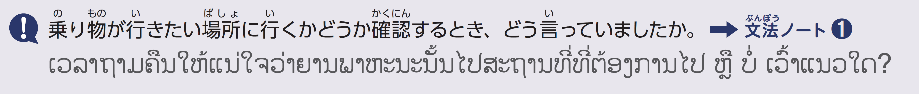 乗り物が行きたい場所に行くかどうか確認するとき、どう言っていましたか。➡文法ノート❶
ເວລາຖາມຄືນໃຫ້ແນ່ໃຈວ່າຍານພາຫະນະນັ້ນໄປສະຖານທີ່ທີ່ຕ້ອງການໄປ ຫຼື ບໍ່ ເວົ້າແນວໃດ?